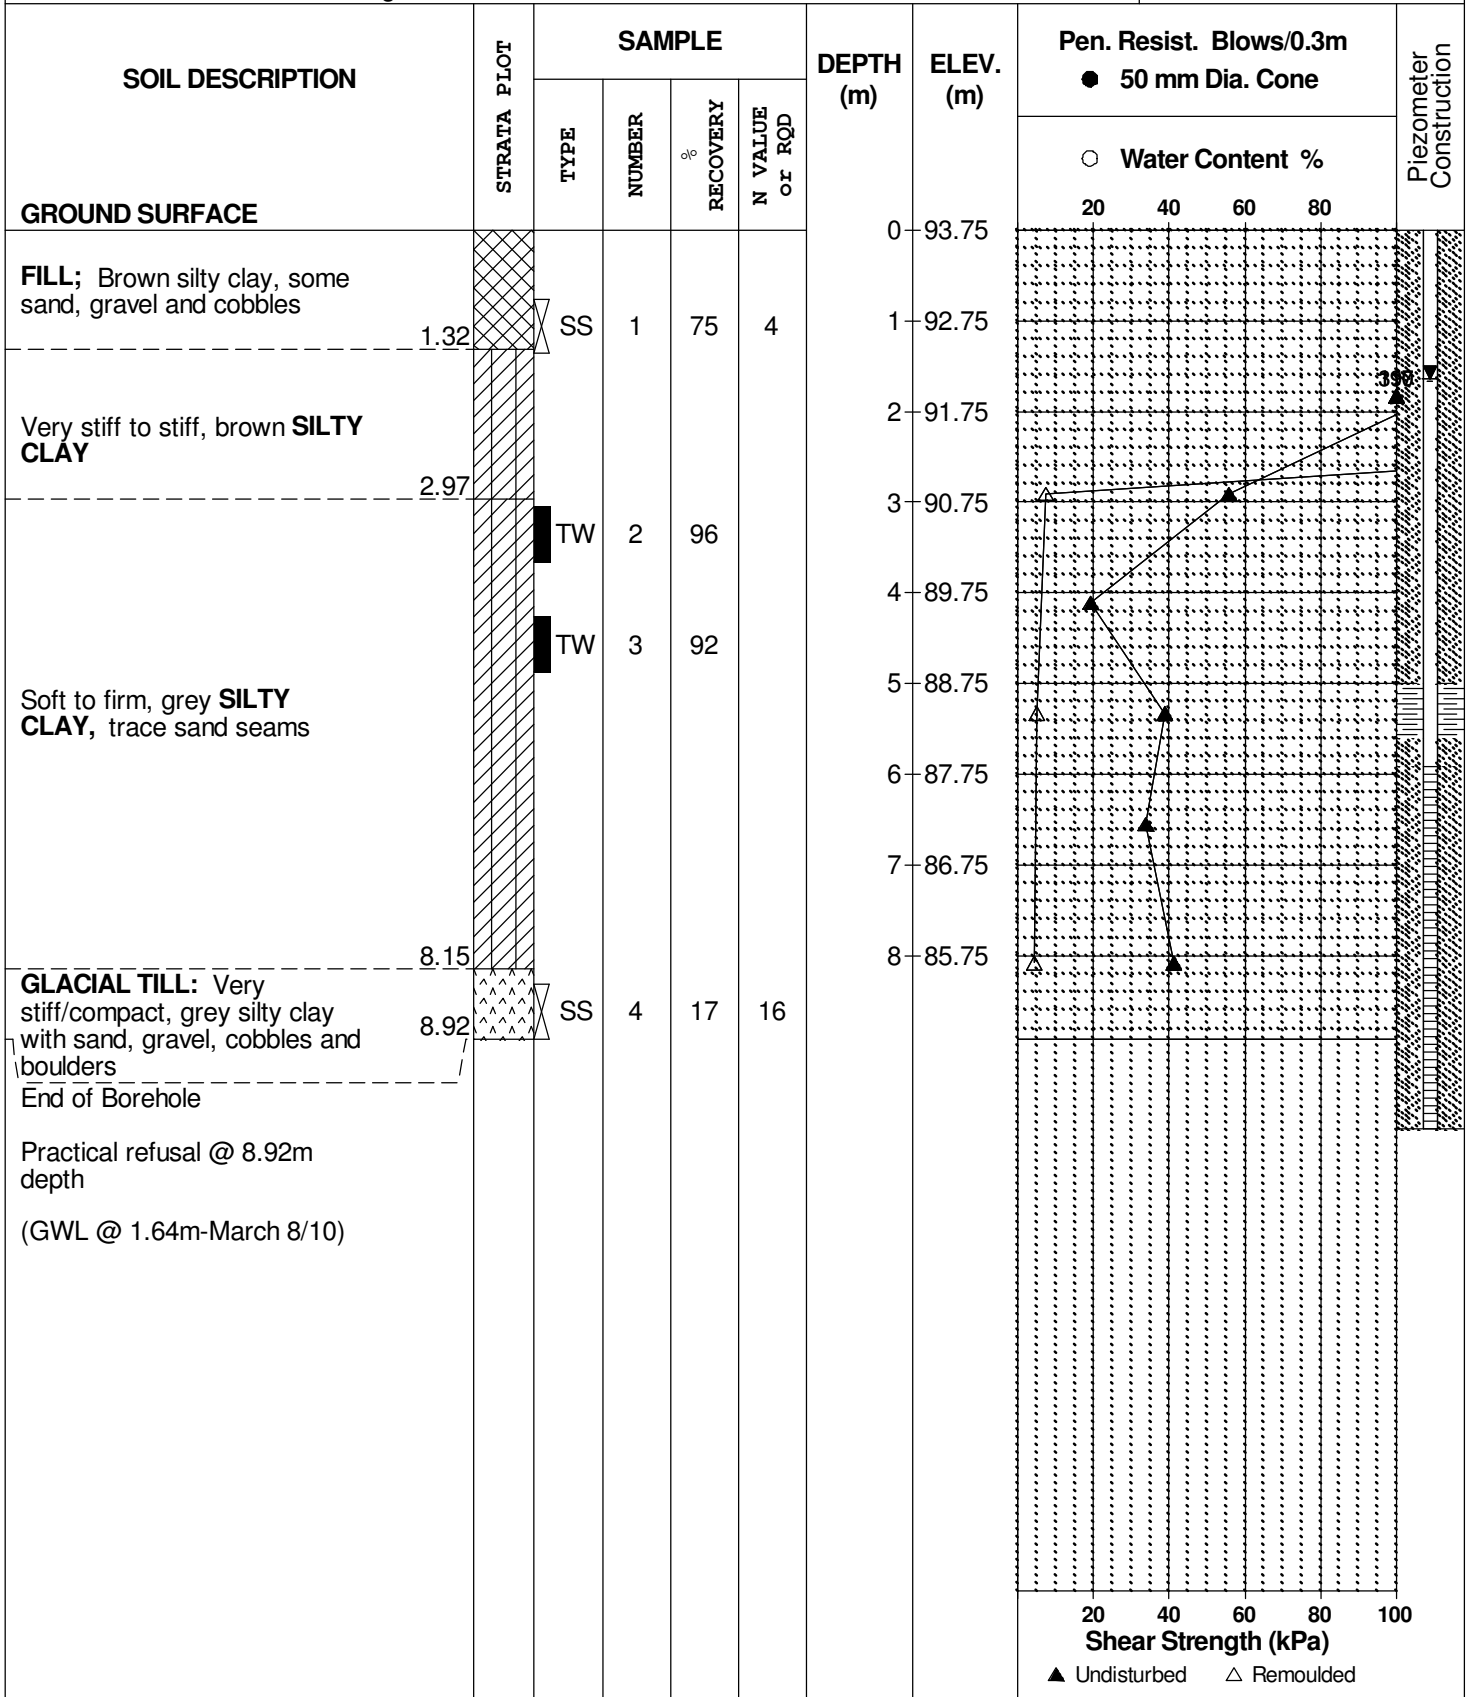 SOIL DESCRIPTION
GROUND SURFACE
STRATA PLOT
SAMPLE
TYPE
NUMBER
%
RECOVERY
N VALUE
or RQD
DEPTH
(m)
ELEV.
(m)
Pen. Resist. Blows/0.3m
● 50 mm Dia. Cone
○ Water Content %
20 40 60 80
Piezometer
Construction
FILL; Brown silty clay, some
sand, gravel and cobbles
1.32
SS 1 75 4
Very stiff to stiff, brown SILTY
CLAY
2.97
TW 2 96
TW 3 92
Soft to firm, grey SILTY
CLAY, trace sand seams
8.15
GLACIAL TILL: Very
stiff/compact, grey silty clay
with sand, gravel, cobbles and
boulders
8.92
SS 4 17 16
End of Borehole
Practical refusal @ 8.92m
depth
(GWL @ 1.64m-March 8/10)
0 93.75
1 92.75
2 91.75
3 90.75
4 89.75
5 88.75
6 87.75
7 86.75
8 85.75
20 40 60 80 100
Shear Strength (kPa)
▲ Undisturbed △ Remoulded